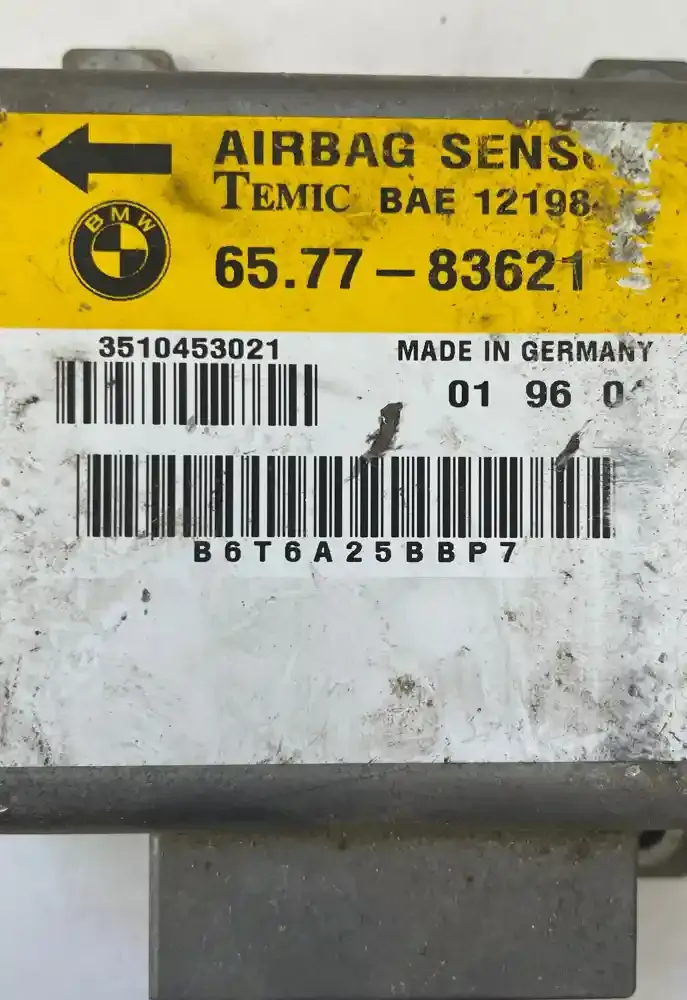 AIRBAG
TEMIC BAE
BMW
65.77-83621
3510453021
MADE IN GERMANY
01 96
B6T6A25BBP7